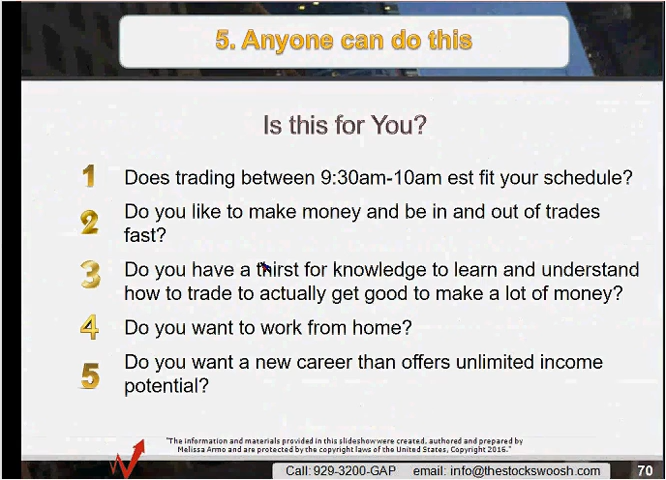 5. Anyone can do this
Is this for You?
1 Does trading between 9:30am-10am est fit your schedule?
2 Do you like to make money and be in and out of trades
fast?
3 Do you have a thirst for knowledge to learn and understand
how to trade to actually get good to make a lot of money?
4 Do you want to work from home?
5 Do you want a new career than offers unlimited income
potential?
"The information and materials provided in this slideshow were created, authored and prepared by
Melissa Armo and are protected by the copyright laws of the United States, Copyright 2016."
Call: 929-3200-GAP email: info@thestockswoosh.com 70